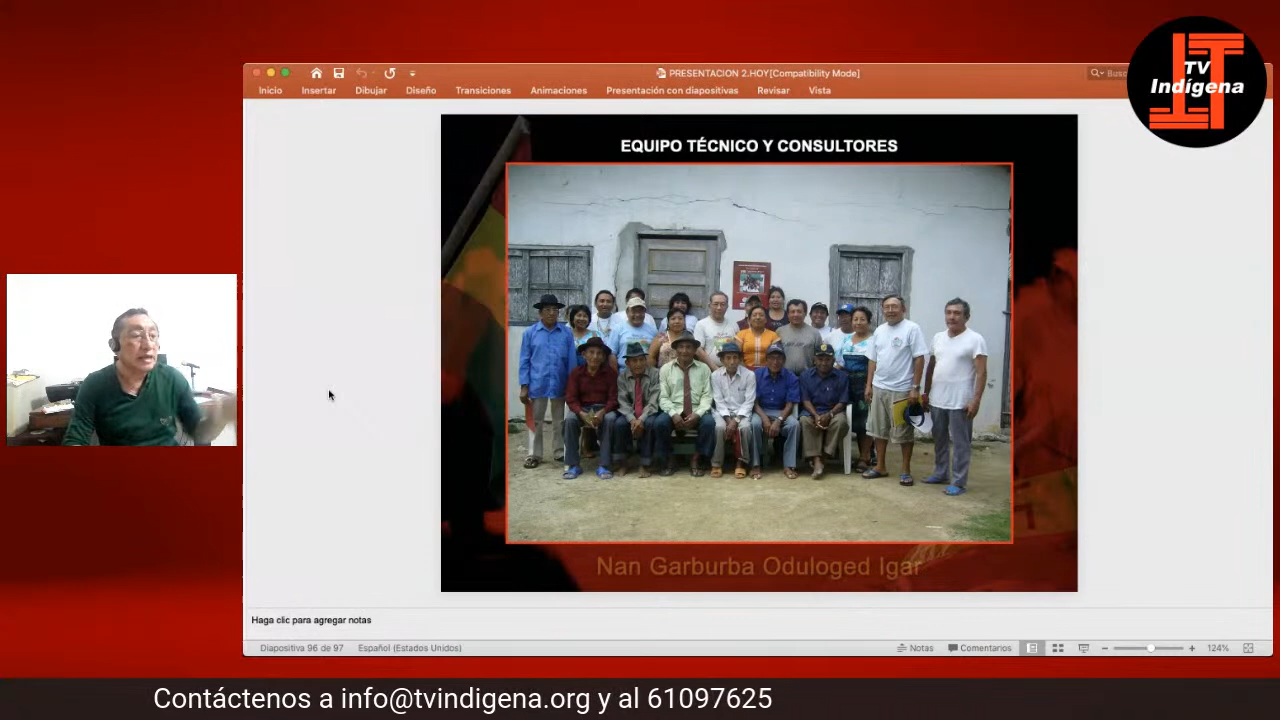 PRESENTACION 2.HOY[Compatibility Mode]
TV
Indígena
Inicio Insertar Dibujar Diseño Transiciones Animaciones Presentación con diapositivas Revisar Vista
EQUIPO TÉCNICO Y CONSULTORES
Nan Garburba Oduloged Igar
Haga clic para agregar notas
Diapositiva 96 de 97 Español (Estados Unidos) Notas Comentarios 124%
Contáctenos a info@tvindigena.org y al 61097625